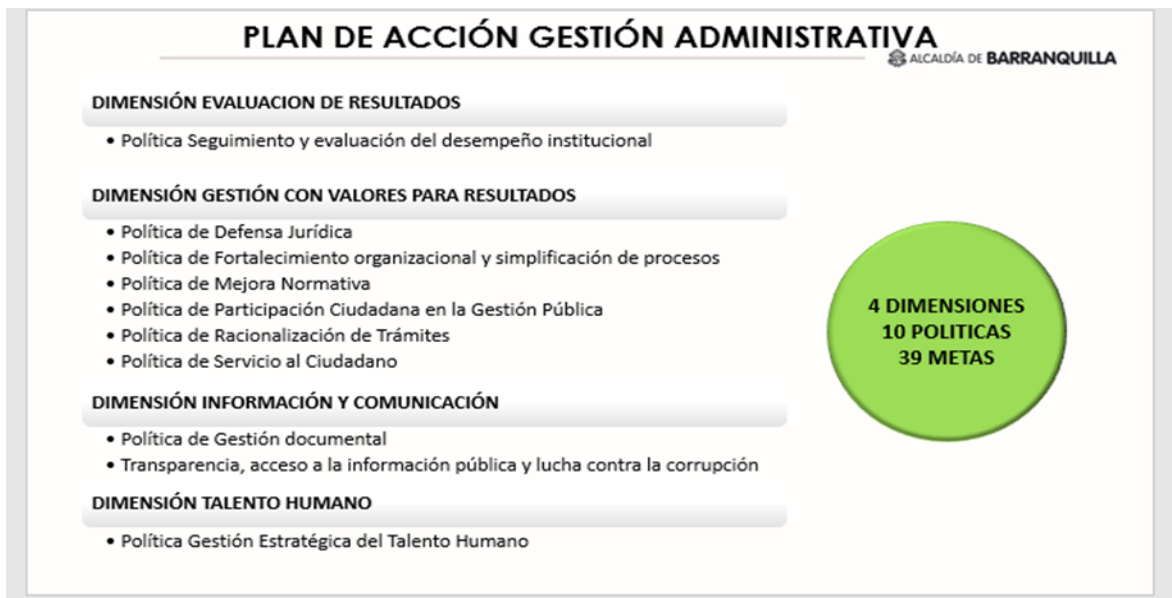 PLAN DE ACCIÓN GESTIÓN ADMINISTRATIVA
ALCALDÍA DE BARRANQUILLA
DIMENSIÓN EVALUACION DE RESULTADOS
• Política Seguimiento y evaluación del desempeño institucional
DIMENSIÓN GESTIÓN CON VALORES PARA RESULTADOS
• Política de Defensa Jurídica
• Política de Fortalecimiento organizacional y simplificación de procesos
• Política de Mejora Normativa
• Política de Participación Ciudadana en la Gestión Pública
• Política de Racionalización de Trámites
• Política de Servicio al Ciudadano
DIMENSIÓN INFORMACIÓN Y COMUNICACIÓN
• Política de Gestión documental
• Transparencia, acceso a la información pública y lucha contra la corrupción
DIMENSIÓN TALENTO HUMANO
• Política Gestión Estratégica del Talento Humano
4 DIMENSIONES
10 POLITICAS
39 METAS